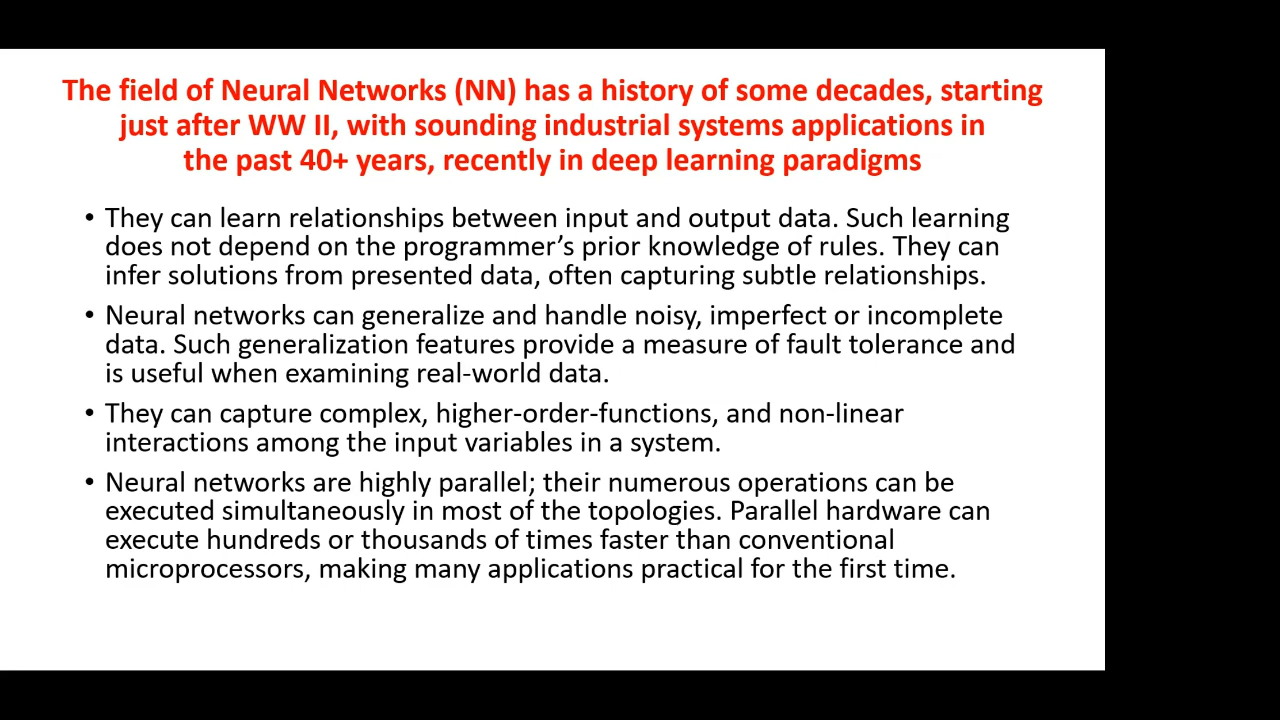 The field of Neural Networks (NN) has a history of some decades, starting
just after WW II, with sounding industrial systems applications in
the past 40+ years, recently in deep learning paradigms
• They can learn relationships between input and output data. Such learning
does not depend on the programmer’s prior knowledge of rules. They can
infer solutions from presented data, often capturing subtle relationships.
• Neural networks can generalize and handle noisy, imperfect or incomplete
data. Such generalization features provide a measure of fault tolerance and
is useful when examining real-world data.
• They can capture complex, higher-order-functions, and non-linear
interactions among the input variables in a system.
• Neural networks are highly parallel; their numerous operations can be
executed simultaneously in most of the topologies. Parallel hardware can
execute hundreds or thousands of times faster than conventional
microprocessors, making many applications practical for the first time.